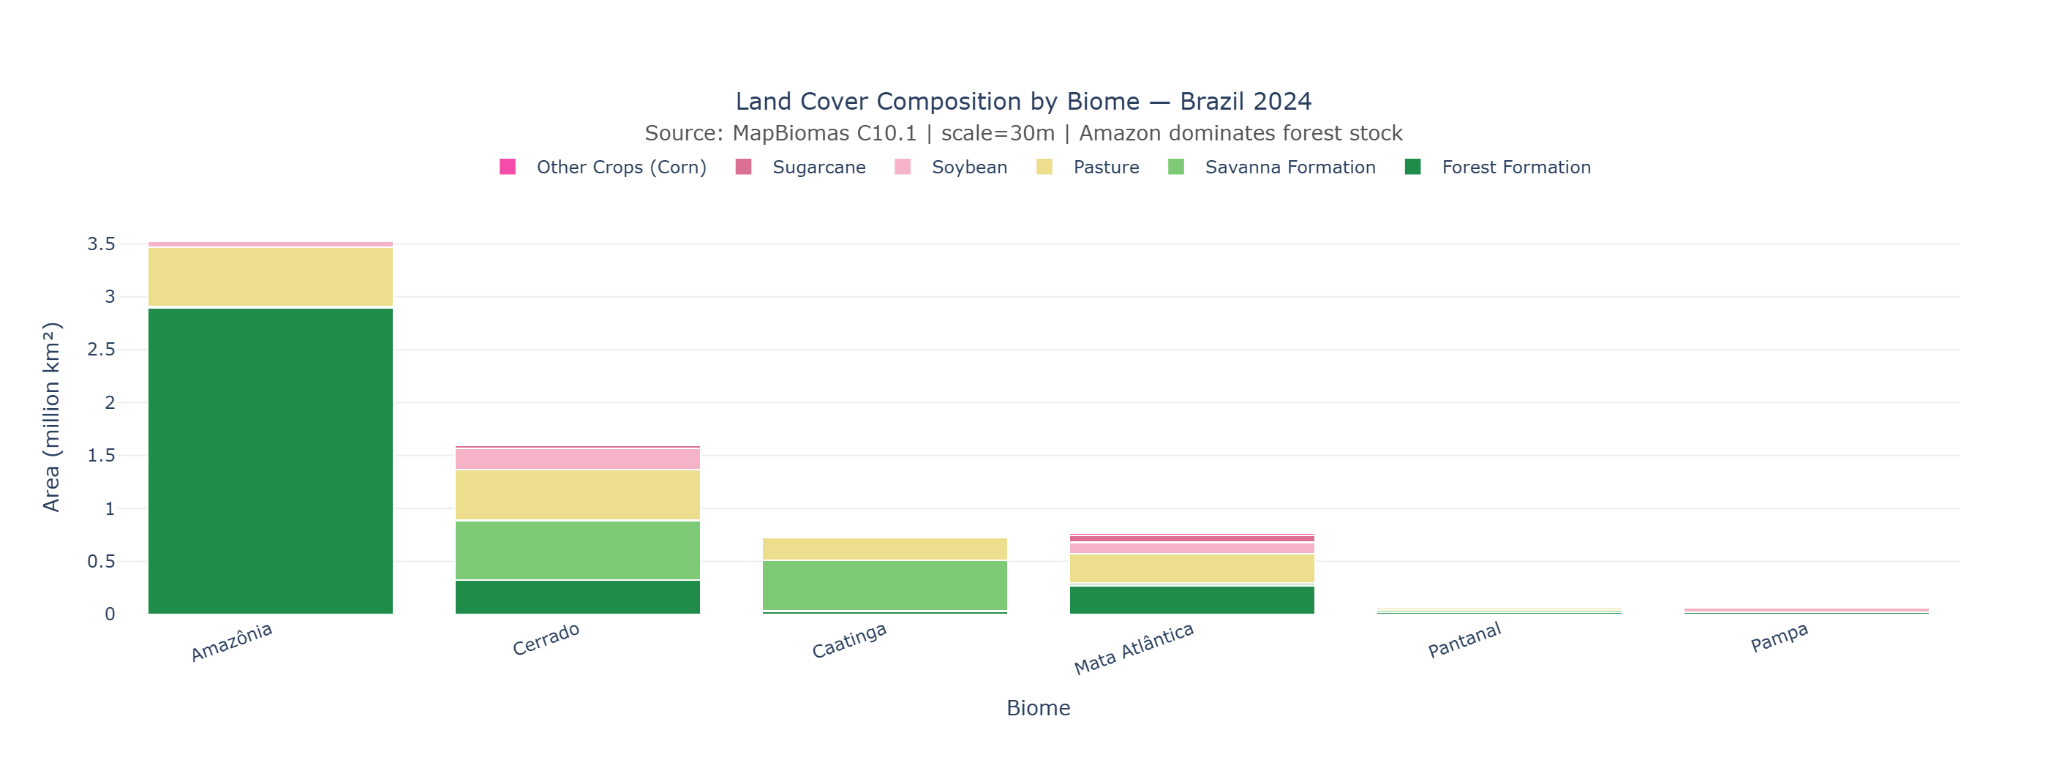 Land Cover Composition by Biome — Brazil 2024
Source: MapBiomas C10.1 | scale=30m | Amazon dominates forest stock
Other Crops (Corn) Sugarcane Soybean Pasture Savanna Formation Forest Formation
Area (million km²)
3.5
3
2.5
2
1.5
1
0.5
0
Amazônia Cerrado Caatinga Mata Atlântica Pantanal Pampa
Biome